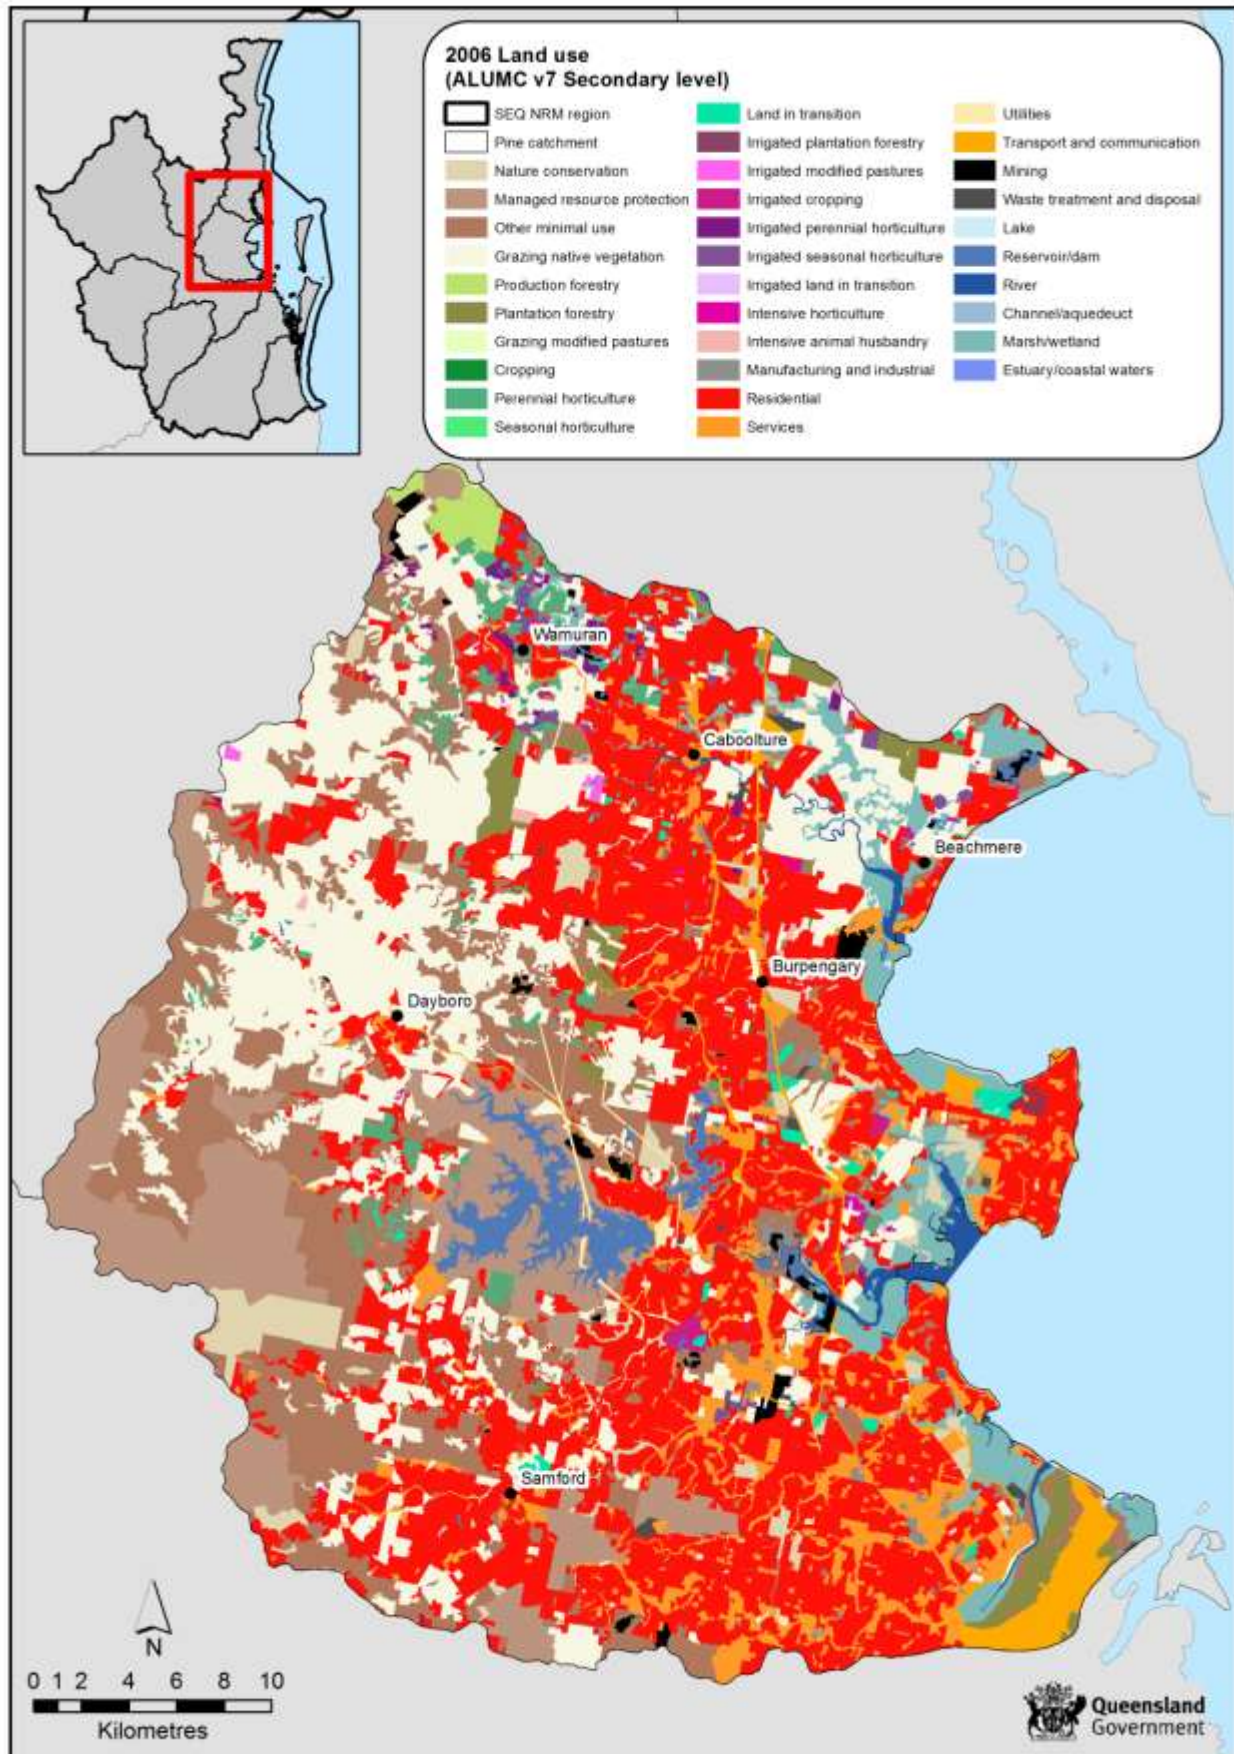 2006 Land use
(ALUMC v7 Secondary level)
SEQ NRM region
Pine catchment
Nature conservation
Managed resource protection
Other minimal use
Grazing native vegetation
Production forestry
Plantation forestry
Grazing modified pastures
Cropping
Perennial horticulture
Seasonal horticulture
Land in transition
Irrigated plantation forestry
Irrigated modified pastures
Irrigated cropping
Irrigated perennial horticulture
Irrigated seasonal horticulture
Irrigated land in transition
Intensive horticulture
Intensive animal husbandry
Manufacturing and industrial
Residential
Services
Utilities
Transport and communication
Mining
Waste treatment and disposal
Lake
Reservoir/dam
River
Channel/aquedeuct
Marsh/wetland
Estuary/coastal waters
Wamuran
Caboolture
Beachmere
Burpengary
Dayboro
Samford
N
0 1 2 4 6 8 10
Kilometres
Queensland
Government